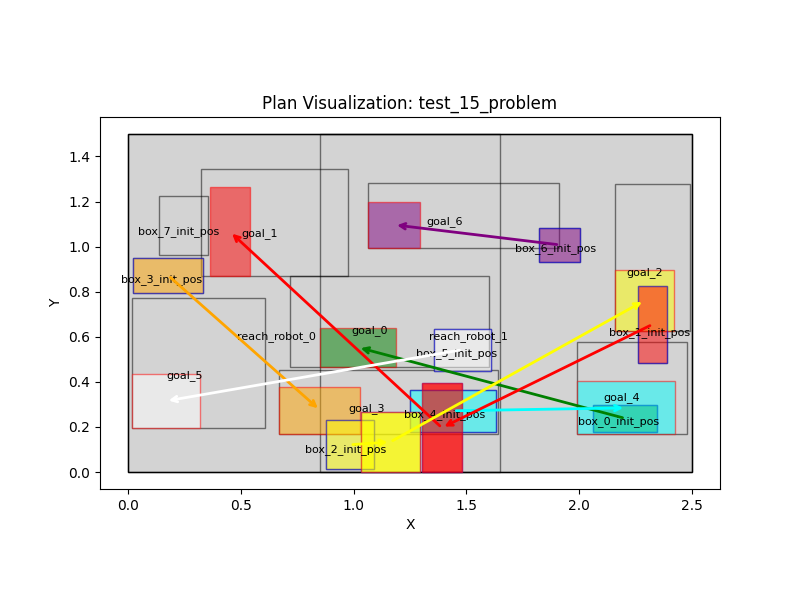 Plan Visualization: test_15_problem
1.4
1.2
1.0
0.8
0.6
0.4
0.2
0.0
Y
goal_6
box_7_init_pos
goal_1
box_6_init_pos
goal_2
box_3_init_pos
goal_0
box_1_init_pos
reach_robot_0
reach_robot_1
box_5_init_pos
goal_5
goal_4
goal_3
box_4_init_pos
box_0_init_pos
box_2_init_pos
0.0
0.5
1.0
1.5
2.0
2.5
X